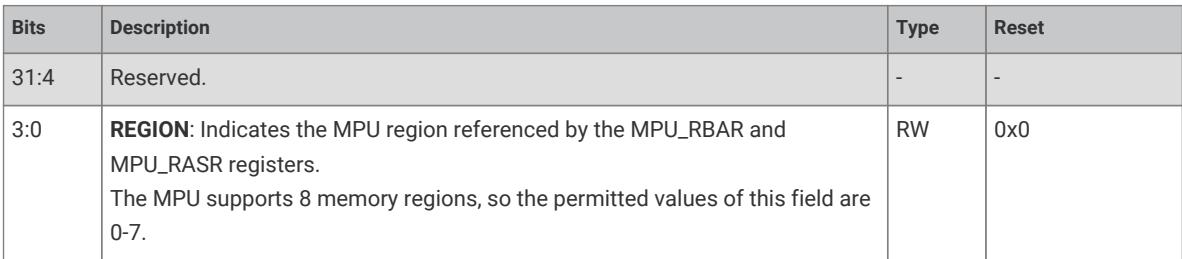 Bits Description Type Reset
31:4 Reserved. - -
3:0 REGION: Indicates the MPU region referenced by the MPU_RBAR and RW 0x0
MPU_RASR registers.
The MPU supports 8 memory regions, so the permitted values of this field are
0-7.